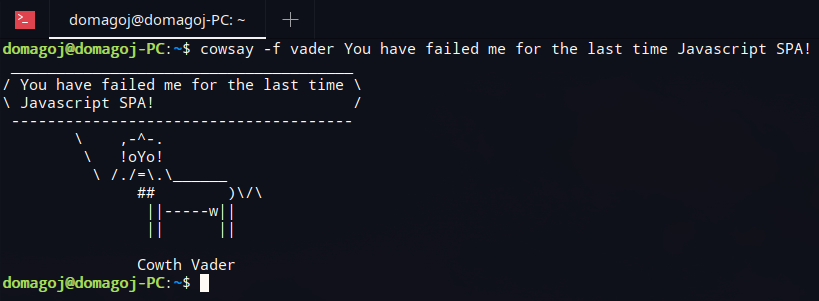 domagoj@domagoj-PC: ~
domagoj@domagoj-PC:~$ cowsay -f vader You have failed me for the last time Javascript SPA!
 _____________________________________
/ You have failed me for the last time \
\ Javascript SPA!                      /
 -------------------------------------
        \    ,-^-.
         \   !oYo!
          \ /./=\.\______
               ##        )\/\
                ||-----w||
                ||      ||

               Cowth Vader
domagoj@domagoj-PC:~$